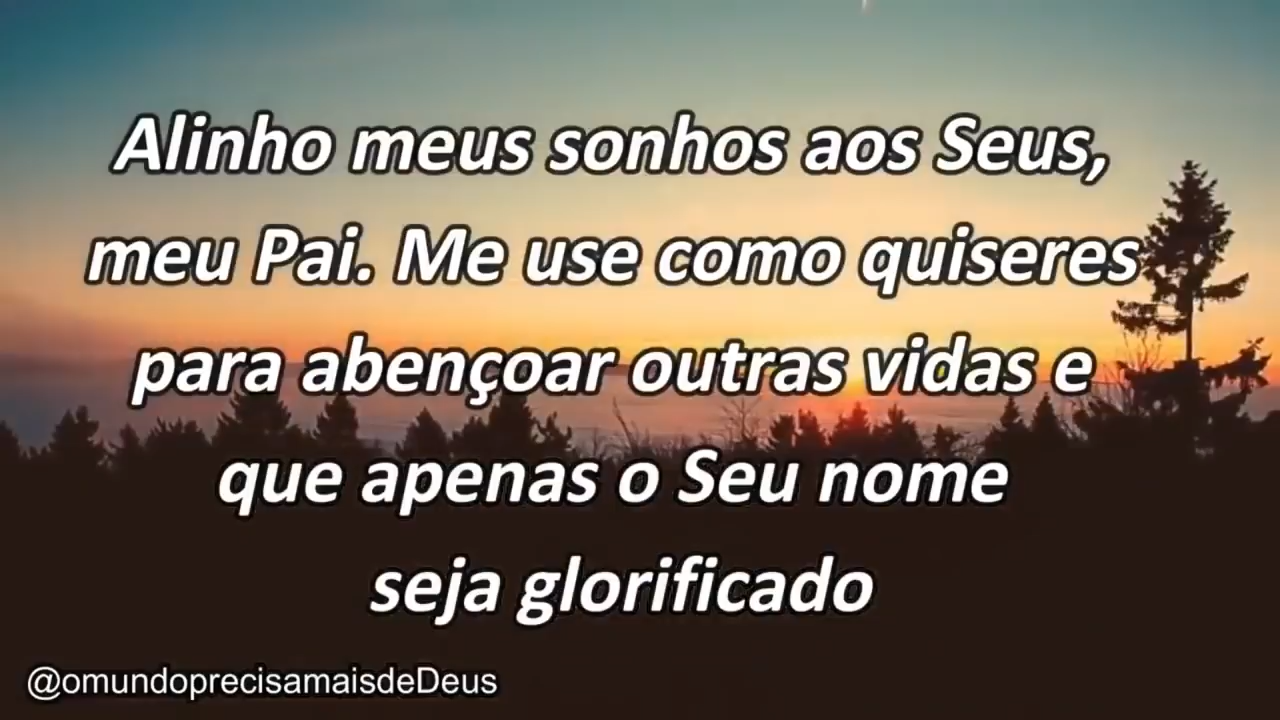 Alinho meus sonhos aos Seus,
meu Pai. Me use como quiseres
para abençoar outras vidas e
que apenas o Seu nome
seja glorificado
@omundoprecisamaisdeDeus